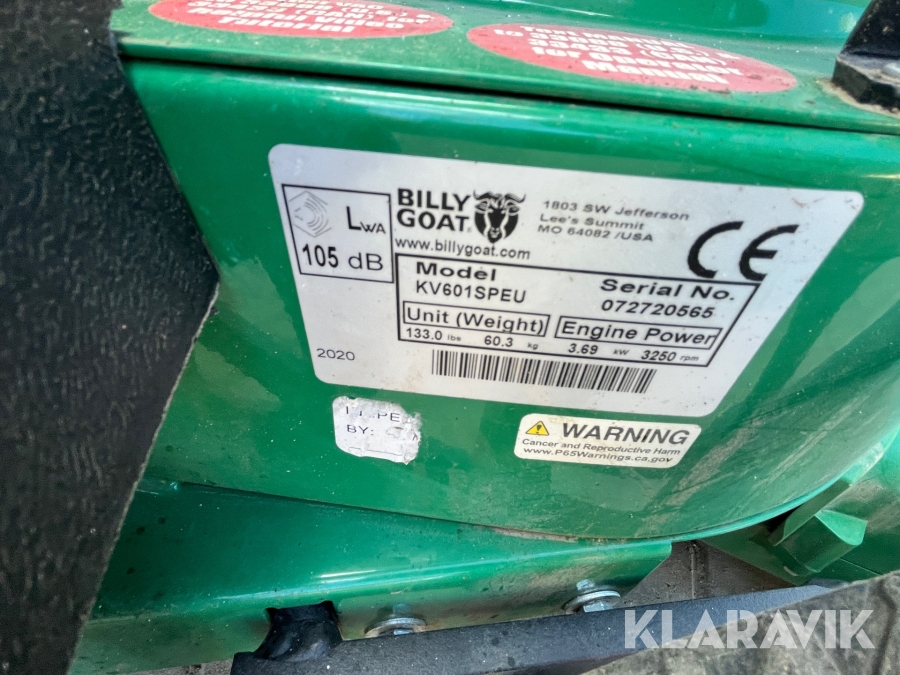 BILLY
GOAT
www.billygoat.com
1803 SW Jefferson
Lee's Summit
MO 64082 /USA
CE
LWA
105 dB
Model
Serial No.
KV601SPEU
072720565
Unit (Weight)
Engine Power
133.0 lbs 60.3 kg 3.69 kW 3250 rpm
2020
BY:
WARNING
Cancer and Reproductive Harm
www.P65Warnings.ca.gov
Manual
KLARAVIK